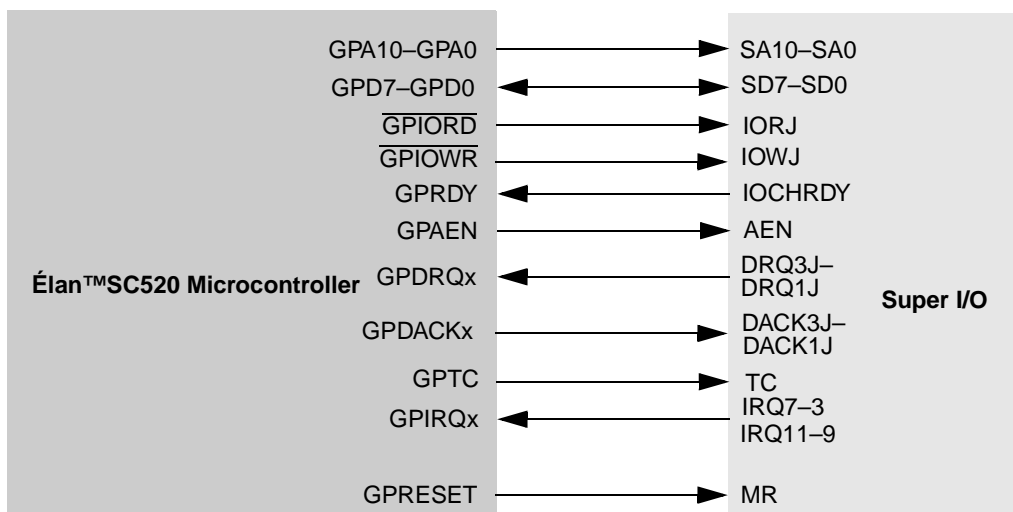 GPA10–GPA0 SA10–SA0
GPD7–GPD0 SD7–SD0
GPIORD IORJ
GPIOWR IOWJ
GPRDY IOCHRDY
GPAEN AEN
Élan™SC520 Microcontroller GPDRQx DRQ3J–
DRQ1J
Super I/O
GPDACKx DACK3J–
DACK1J
GPTC TC
GPIRQx IRQ7–3
IRQ11–9
GPRESET MR